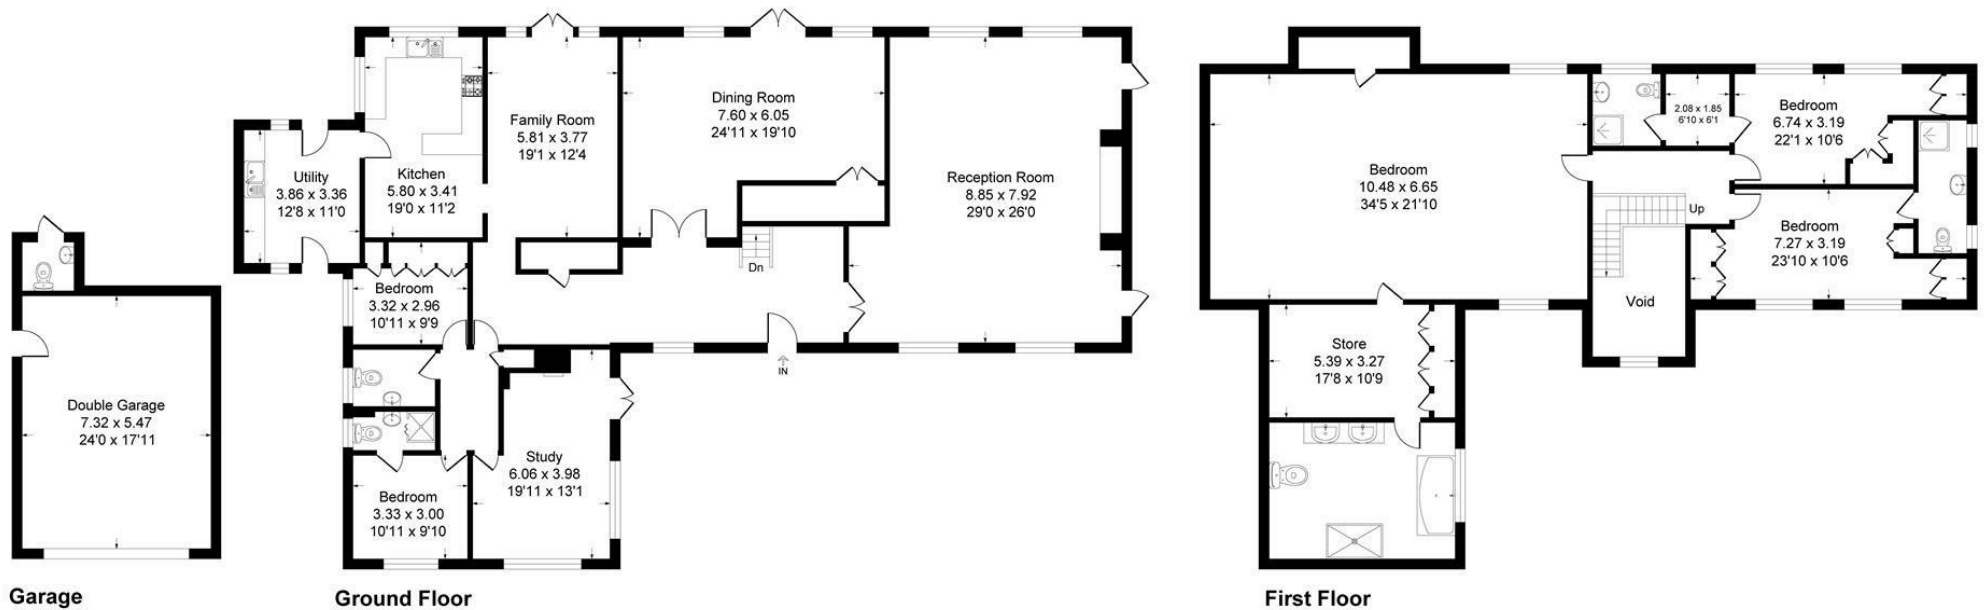 Double Garage
7.32 x 5.47
24'0 x 17'11
Garage
Utility
3.86 x 3.36
12'8 x 11'0
Kitchen
5.80 x 3.41
19'0 x 11'2
Family Room
5.81 x 3.77
19'1 x 12'4
Dining Room
7.60 x 6.05
24'11 x 19'10
Reception Room
8.85 x 7.92
29'0 x 26'0
Dn
IN
Bedroom
3.32 x 2.96
10'11 x 9'9
Study
6.06 x 3.98
19'11 x 13'1
Bedroom
3.33 x 3.00
10'11 x 9'10
Ground Floor
Bedroom
10.48 x 6.65
34'5 x 21'10
2.08 x 1.85
6'10 x 6'1
Bedroom
6.74 x 3.19
22'1 x 10'6
Up
Bedroom
7.27 x 3.19
23'10 x 10'6
Void
Store
5.39 x 3.27
17'8 x 10'9
First Floor